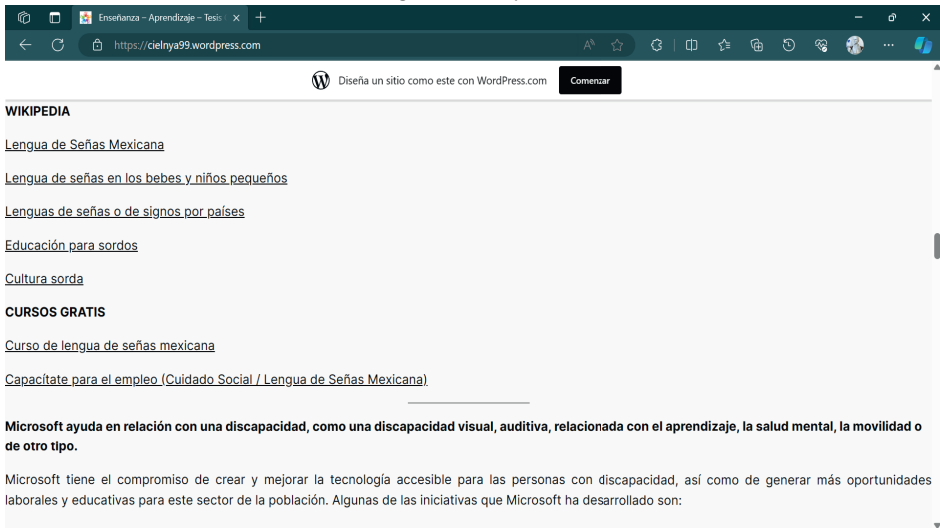 Enseñanza – Aprendizaje – Tesis
https://cielnya99.wordpress.com
Diseña un sitio como este con WordPress.com
Comenzar
WIKIPEDIA
Lengua de Señas Mexicana
Lengua de señas en los bebes y niños pequeños
Lenguas de señas o de signos por países
Educación para sordos
Cultura sorda
CURSOS GRATIS
Curso de lengua de señas mexicana
Capacítate para el empleo (Cuidado Social / Lengua de Señas Mexicana)
Microsoft ayuda en relación con una discapacidad, como una discapacidad visual, auditiva, relacionada con el aprendizaje, la salud mental, la movilidad o
de otro tipo.
Microsoft tiene el compromiso de crear y mejorar la tecnología accesible para las personas con discapacidad, así como de generar más oportunidades
laborales y educativas para este sector de la población. Algunas de las iniciativas que Microsoft ha desarrollado son: